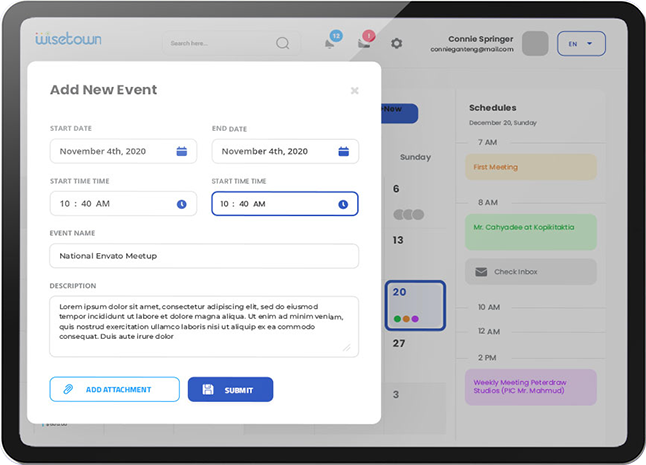 wisetown
Search here...
12
1
Connie Springer
connieganteng@mail.com
EN
Add New Event
START DATE
END DATE
November 4th, 2020
November 4th, 2020
START TIME TIME
START TIME TIME
10 : 40 AM
10 : 40 AM
EVENT NAME
National Envato Meetup
DESCRIPTION
Lorem ipsum dolor sit amet, consectetur adipiscing elit, sed do eiusmod
tempor incididunt ut labore et dolore magna aliqua. Ut enim ad minim veniam,
quis nostrud exercitation ullamco laboris nisi ut aliquip ex ea commodo
consequat. Duis aute irure dolor
ADD ATTACHMENT
SUBMIT
New
Sunday
6
13
20
27
3
Schedules
December 20, Sunday
7 AM
First Meeting
8 AM
Mr. Cahyadee at Kopikitaktia
Check Inbox
10 AM
12 AM
2 PM
Weekly Meeting Peterdraw
Studios (PIC Mr. Mahmud)